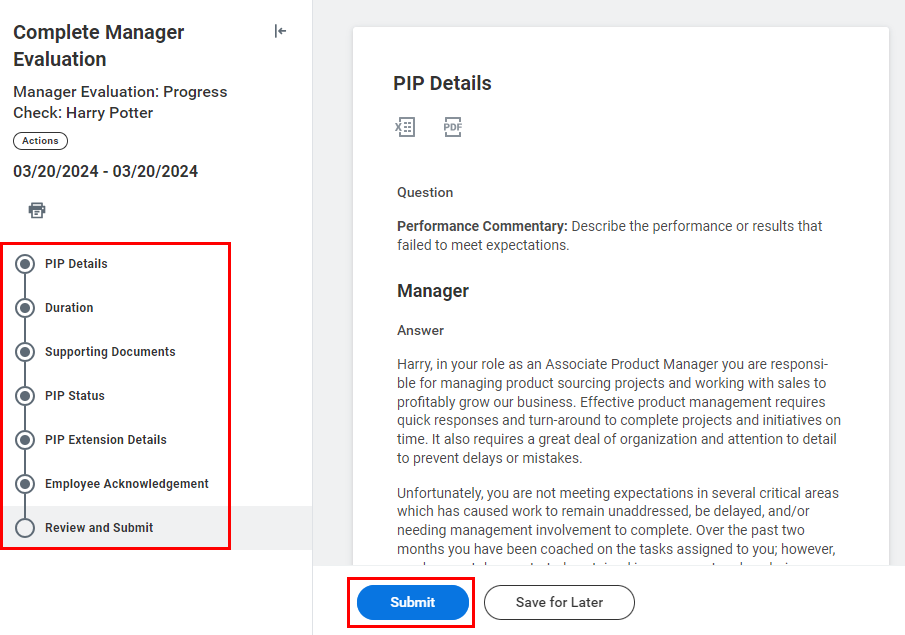 Complete Manager
Evaluation
Manager Evaluation: Progress
Check: Harry Potter
Actions
03/20/2024 - 03/20/2024
PIP Details
Duration
Supporting Documents
PIP Status
PIP Extension Details
Employee Acknowledgement
Review and Submit
PIP Details
X
PDF
Question
Performance Commentary: Describe the performance or results that
failed to meet expectations.
Manager
Answer
Harry, in your role as an Associate Product Manager you are responsi-
ble for managing product sourcing projects and working with sales to
profitably grow our business. Effective product management requires
quick responses and turn-around to complete projects and initiatives on
time. It also requires a great deal of organization and attention to detail
to prevent delays or mistakes.
Unfortunately, you are not meeting expectations in several critical areas
which has caused work to remain unaddressed, be delayed, and/or
needing management involvement to complete. Over the past two
months you have been coached on the tasks assigned to you; however,
Submit
Save for Later